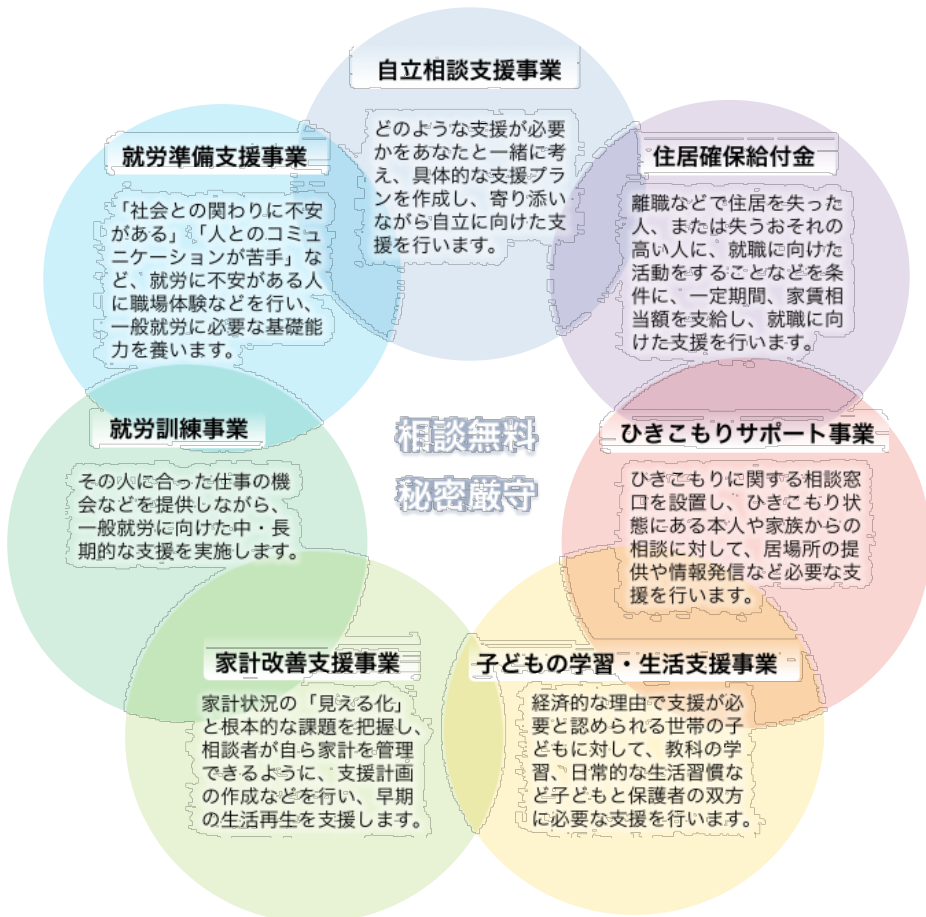 自立相談支援事業
どのような支援が必要
かをあなたと一緒に考
え、具体的な支援プラ
ンを作成し、寄り添い
ながら自立に向けた支
援を行います。
就労準備支援事業
「社会との関わりに不安
がある」「人とのコミュ
ニケーションが苦手」な
ど、就労に不安がある人
に職場体験などを行い、
一般就労に必要な基礎能
力を養います。
住居確保給付金
離職などで住居を失った
人、または失うおそれの
高い人に、就職に向けた
活動をすることなどを条
件に、一定期間、家賃相
当額を支給し、就職に向
けた支援を行います。
就労訓練事業
その人に合った仕事の機
会などを提供しながら、
一般就労に向けた中・長
期的な支援を実施します。
相談無料
秘密厳守
ひきこもりサポート事業
ひきこもりに関する相談窓
口を設置し、ひきこもり状
態にある本人や家族からの
相談に対して、居場所の提
供や情報発信など必要な支
援を行います。
家計改善支援事業
家計状況の「見える化」
と根本的な課題を把握し、
相談者が自ら家計を管理
できるように、支援計画
の作成などを行い、早期
の生活再生を支援します。
子どもの学習・生活支援事業
経済的な理由で支援が必
要と認められる世帯の子
どもに対して、教科の学
習、日常的な生活習慣な
ど子どもと保護者の双方
に必要な支援を行います。